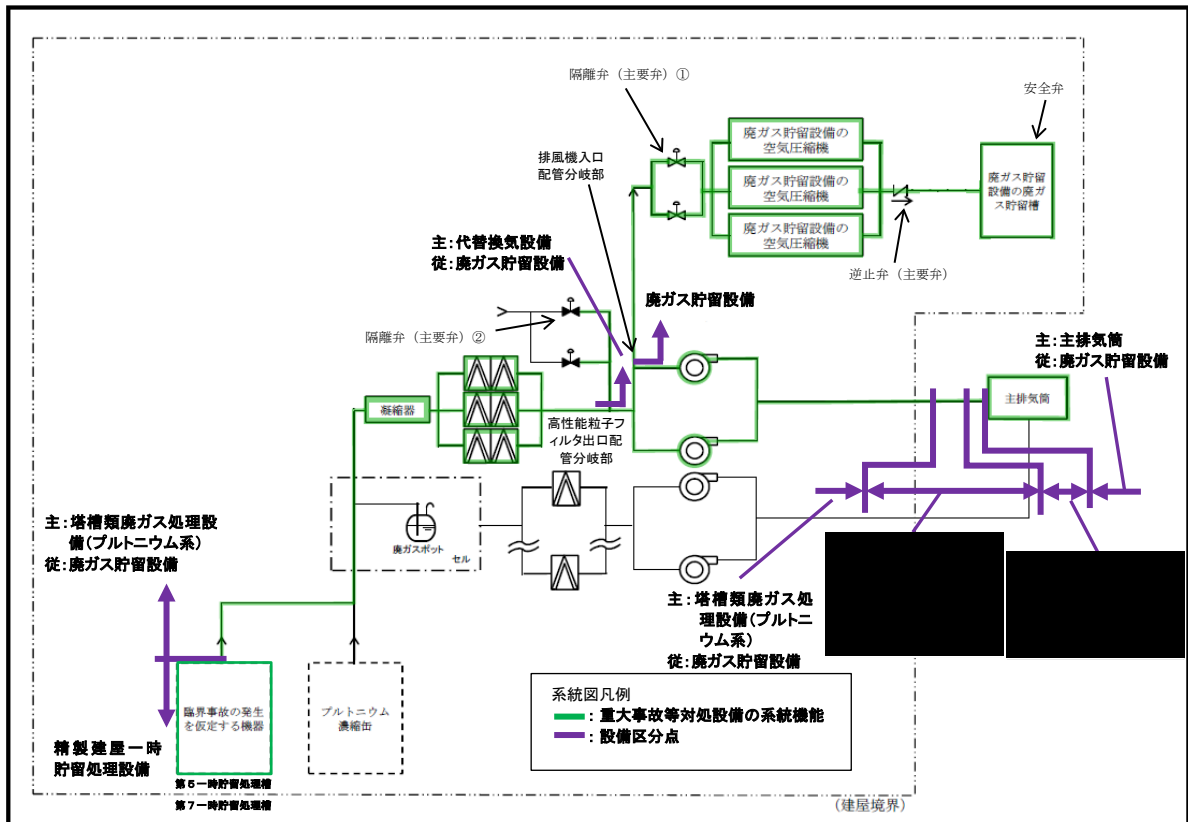 隔離弁（主要弁）①
安全弁
排風機入口
配管分岐部
廃ガス貯留設備の
空気圧縮機
廃ガス貯留設備の
空気圧縮機
廃ガス貯留設備の
空気圧縮機
廃ガス貯留
設備の廃ガ
ス貯留槽
逆止弁（主要弁）
主：代替換気設備
従：廃ガス貯留設備
廃ガス貯留設備
隔離弁（主要弁）②
主：主排気筒
従：廃ガス貯留設備
凝縮器
主排気筒
高性能粒子フ
ィルタ出口配
管分岐部
主：塔槽類廃ガス処理設
備（プルトニウム系）
従：廃ガス貯留設備
廃ガスポット
セル
主：塔槽類廃ガス処
理設備（プルトニ
ウム系）
従：廃ガス貯留設備
臨界事故の発生
を仮定する機器
プルトニウム
濃縮缶
精製建屋一時
貯留処理設備
第５一時貯留処理槽
第７一時貯留処理槽
系統図凡例
：重大事故等対処設備の系統機能
：設備区分点
（建屋境界）